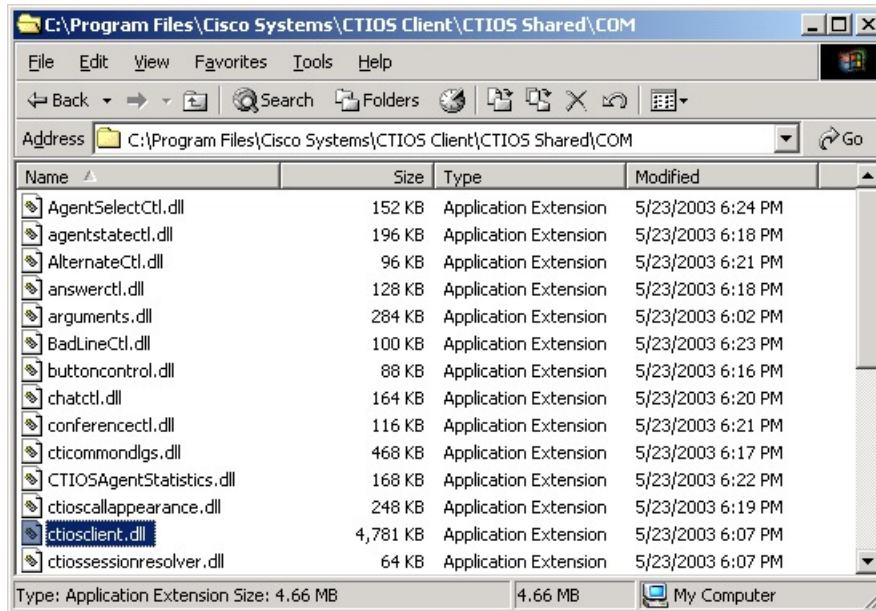 C:\Program Files\Cisco Systems\CTIOS Client\CTIOS Shared\COM
File Edit View Favorites Tools Help
Back Search Folders
Address C:\Program Files\Cisco Systems\CTIOS Client\CTIOS Shared\COM Go
Name Size Type Modified
AgentSelectCtl.dll 152 KB Application Extension 5/23/2003 6:24 PM
agentstatectl.dll 196 KB Application Extension 5/23/2003 6:18 PM
AlternateCtl.dll 96 KB Application Extension 5/23/2003 6:21 PM
answerctl.dll 128 KB Application Extension 5/23/2003 6:18 PM
arguments.dll 284 KB Application Extension 5/23/2003 6:02 PM
BadLineCtl.dll 100 KB Application Extension 5/23/2003 6:23 PM
buttoncontrol.dll 88 KB Application Extension 5/23/2003 6:16 PM
chatctl.dll 164 KB Application Extension 5/23/2003 6:20 PM
conferencectl.dll 116 KB Application Extension 5/23/2003 6:21 PM
cticommondlgs.dll 468 KB Application Extension 5/23/2003 6:17 PM
CTIOSAgentStatistics.dll 168 KB Application Extension 5/23/2003 6:22 PM
ctioscallappearance.dll 248 KB Application Extension 5/23/2003 6:19 PM
ctiosclient.dll 4,781 KB Application Extension 5/23/2003 6:07 PM
ctiossessionresolver.dll 64 KB Application Extension 5/23/2003 6:07 PM
Type: Application Extension Size: 4.66 MB 4.66 MB My Computer